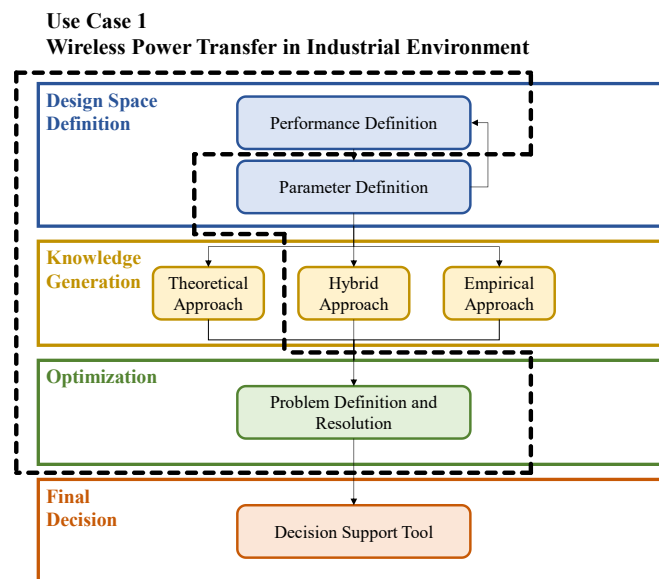 Use Case 1
Wireless Power Transfer in Industrial Environment
Design Space
Definition
Performance Definition
Parameter Definition
Knowledge
Generation
Theoretical
Approach
Hybrid
Approach
Empirical
Approach
Optimization
Problem Definition and
Resolution
Final
Decision
Decision Support Tool